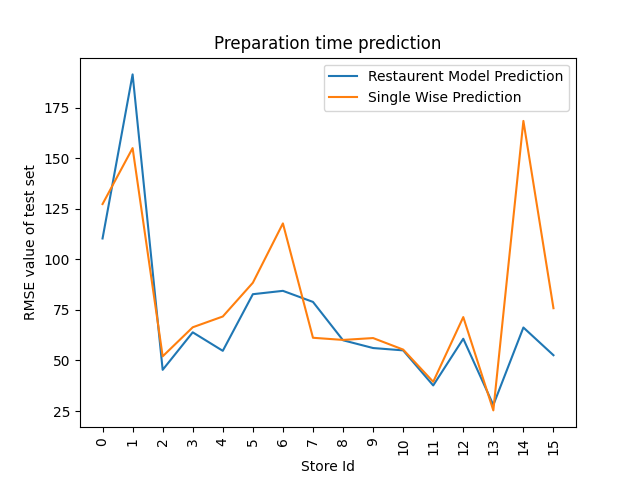 Preparation time prediction
Restaurent Model Prediction
Single Wise Prediction
175
150
125
100
75
50
25
RMSE value of test set
0 1 2 3 4 5 6 7 8 9 10 11 12 13 14 15
Store Id